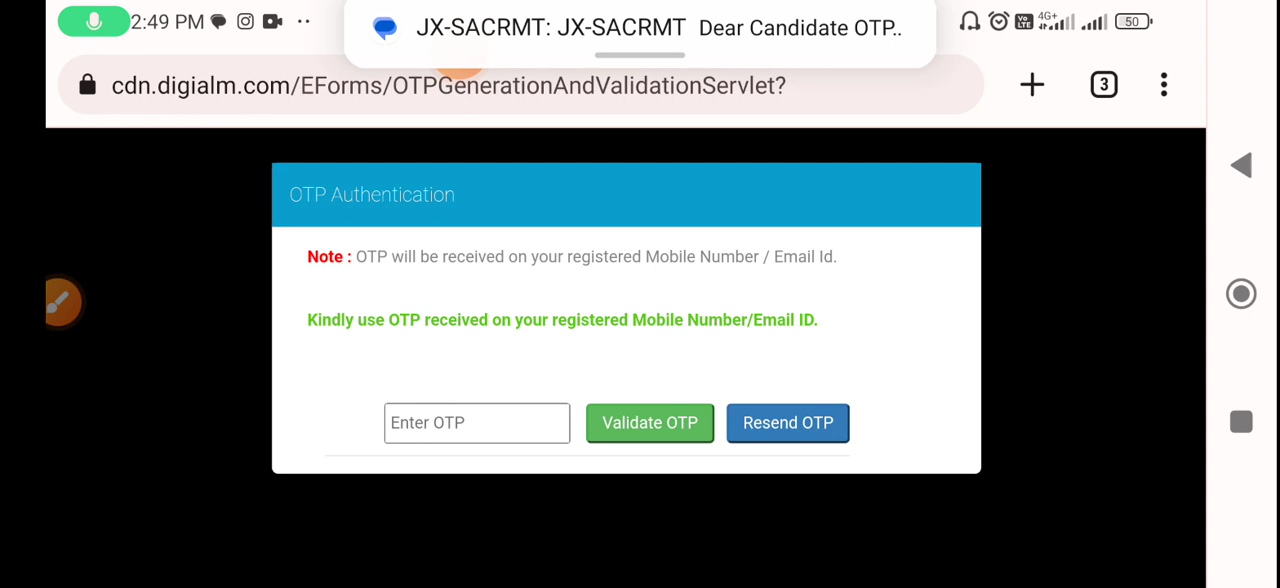 2:49 PM
JX-SACRMT: JX-SACRMT Dear Candidate OTP..
Vo LTE 4G+ 50
cdn.digialm.com/EForms/OTPGenerationAndValidationServlet?
3
OTP Authentication
Note : OTP will be received on your registered Mobile Number / Email Id.
Kindly use OTP received on your registered Mobile Number/Email ID.
Enter OTP Validate OTP Resend OTP